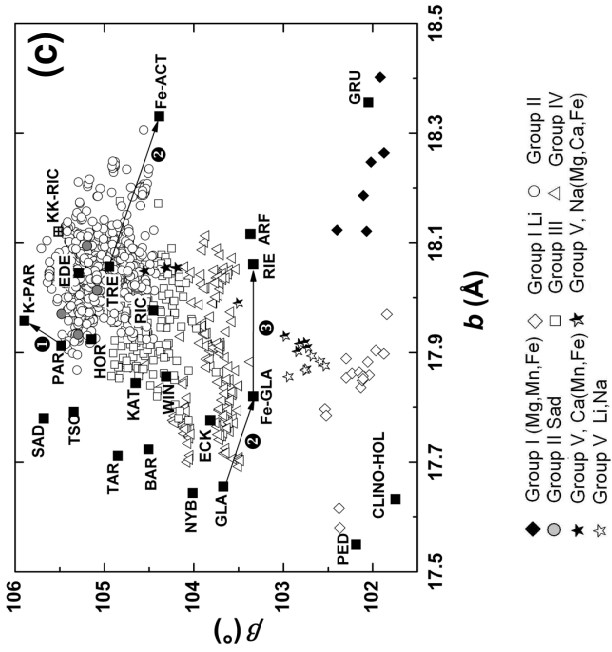 (c)
106
105
104
103
102
β (°)
17.5
17.7
17.9
18.1
18.3
18.5
b (Å)
K-PAR
KK-RIC
PAR
SAD
EDE
TSC
HOR
TRE
TAR
KAT
RIC
Fe-ACT
BAR
WIN
NYB
ECK
GLA
Fe-GLA
RIE
ARF
PED
CLINO-HOL
GRU
1
2
2
3
Group I (Mg,Mn,Fe)
Group I Li
Group II
Group II Sad
Group III
Group IV
Group V, Ca(Mn,Fe)
Group V, Na(Mg,Ca,Fe)
Group V Li,Na